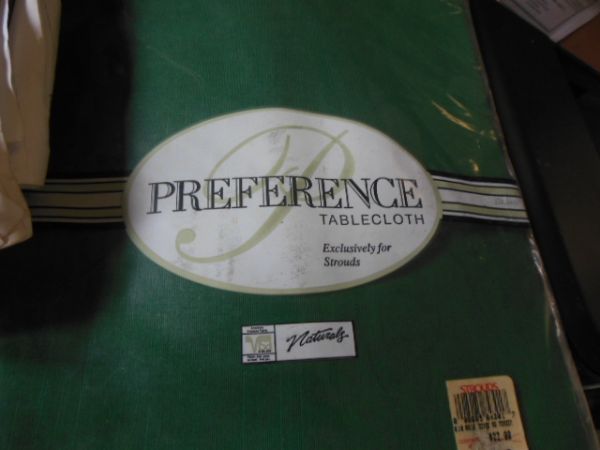 P
PREFERENCE
TABLECLOTH
Exclusively for
Strouds
Naturals
STROUDS